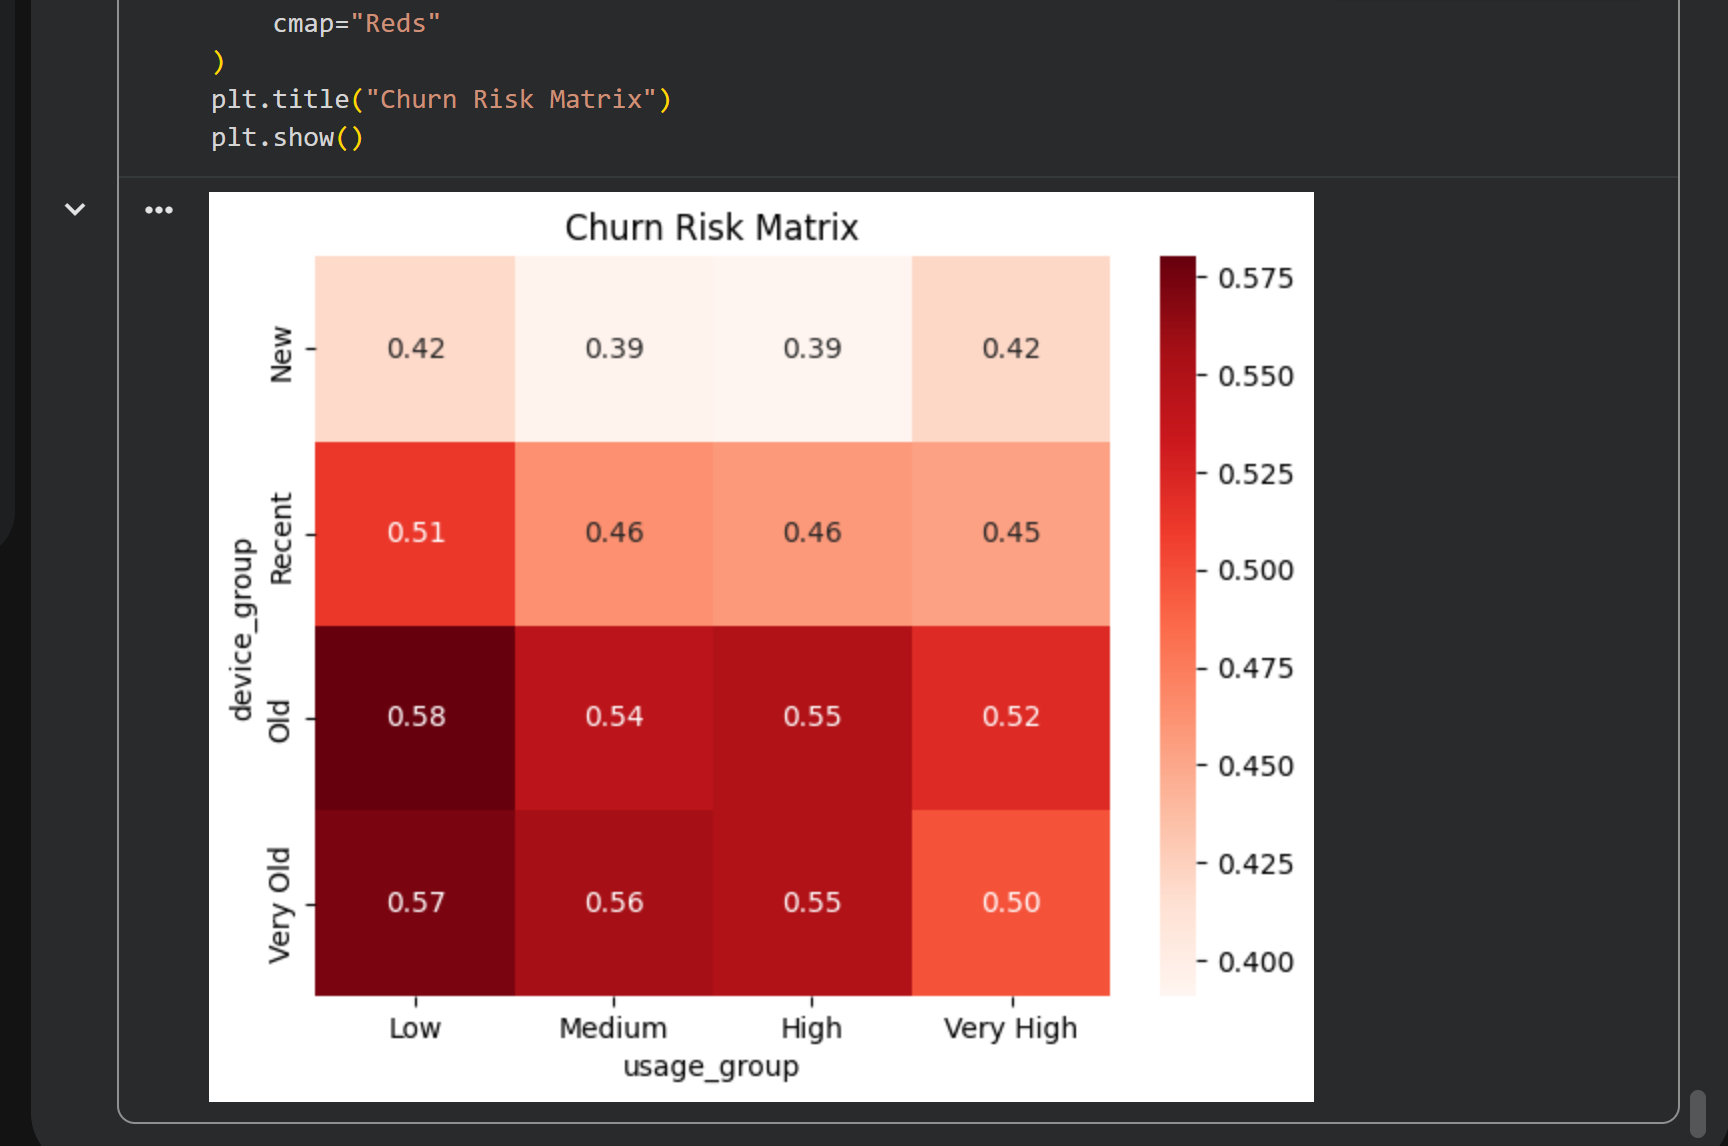 cmap="Reds"
)
plt.title("Churn Risk Matrix")
plt.show()
Churn Risk Matrix
device_group
New
0.42 0.39 0.39 0.42
Recent
0.51 0.46 0.46 0.45
Old
0.58 0.54 0.55 0.52
Very Old
0.57 0.56 0.55 0.50
Low Medium High Very High
usage_group
0.575
0.550
0.525
0.500
0.475
0.450
0.425
0.400